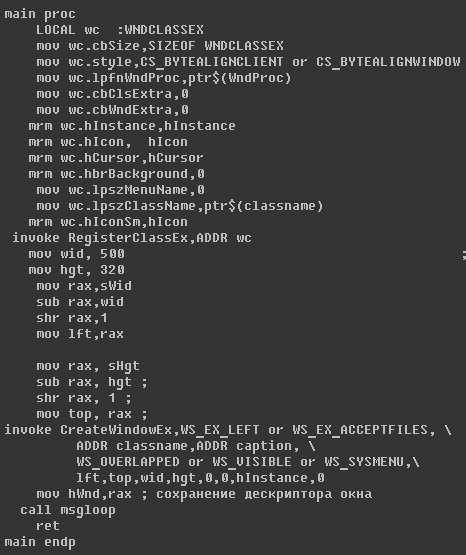 main proc
LOCAL wc :WNDCLASSEX
mov wc.cbSize,SIZEOF WNDCLASSEX
mov wc.style,CS_BYTEALIGNCLIENT or CS_BYTEALIGNWINDOW
mov wc.lpfnWndProc,ptr$(WndProc)
mov wc.cbClsExtra,0
mov wc.cbWndExtra,0
mrm wc.hInstance,hInstance
mrm wc.hIcon, hIcon
mrm wc.hCursor,hCursor
mrm wc.hbrBackground,0
mov wc.lpszMenuName,0
mov wc.lpszClassName,ptr$(classname)
mrm wc.hIconSm,hIcon
invoke RegisterClassEx,ADDR wc
mov wid, 500 ;
mov hgt, 320
mov rax,sWid
sub rax,wid
shr rax,1
mov lft,rax
mov rax, sHgt
sub rax, hgt ;
shr rax, 1 ;
mov top, rax ;
invoke CreateWindowEx,WS_EX_LEFT or WS_EX_ACCEPTFILES, \
ADDR classname,ADDR caption, \
WS_OVERLAPPED or WS_VISIBLE or WS_SYSMENU,\
lft,top,wid,hgt,0,0,hInstance,0
mov hWnd,rax ; сохранение дескриптора окна
call msgloop
ret
main endp